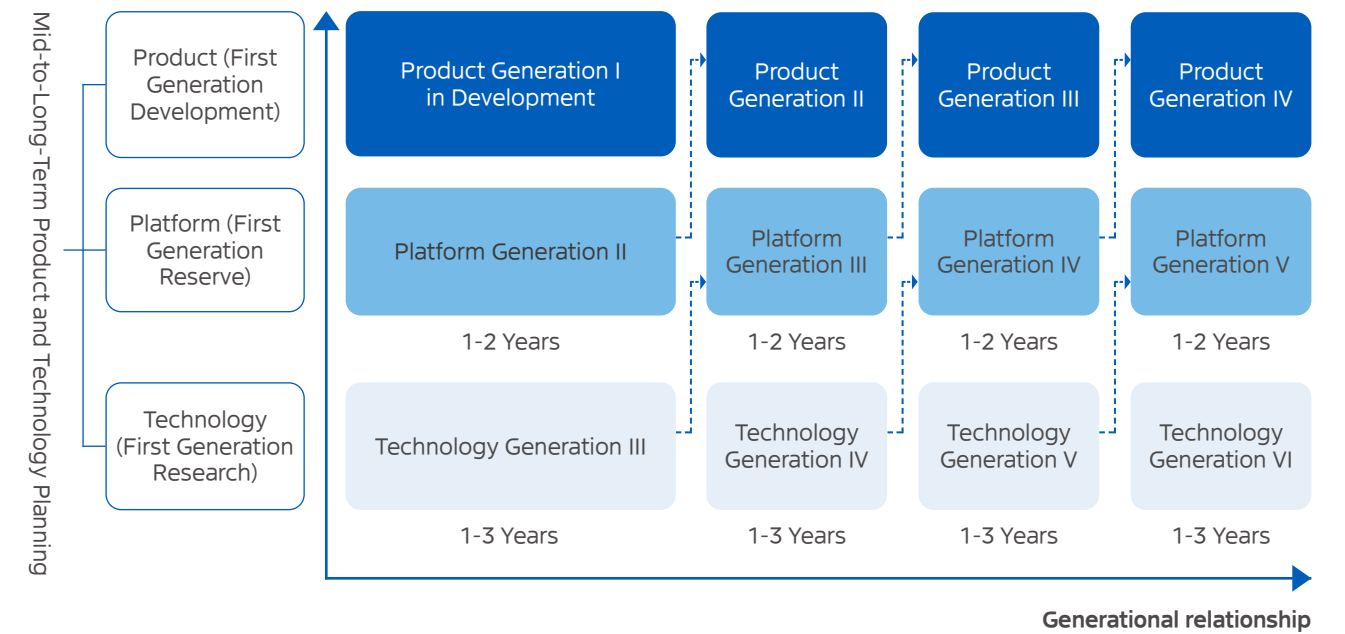 Mid-to-Long-Term Product and Technology Planning
Product (First
Generation
Development)
Product Generation I
in Development
Product
Generation II
Product
Generation III
Product
Generation IV
Platform (First
Generation
Reserve)
Platform Generation II
Platform
Generation III
Platform
Generation IV
Platform
Generation V
1-2 Years
1-2 Years
1-2 Years
1-2 Years
Technology
(First Generation
Research)
Technology Generation III
Technology
Generation IV
Technology
Generation V
Technology
Generation VI
1-3 Years
1-3 Years
1-3 Years
1-3 Years
Generational relationship